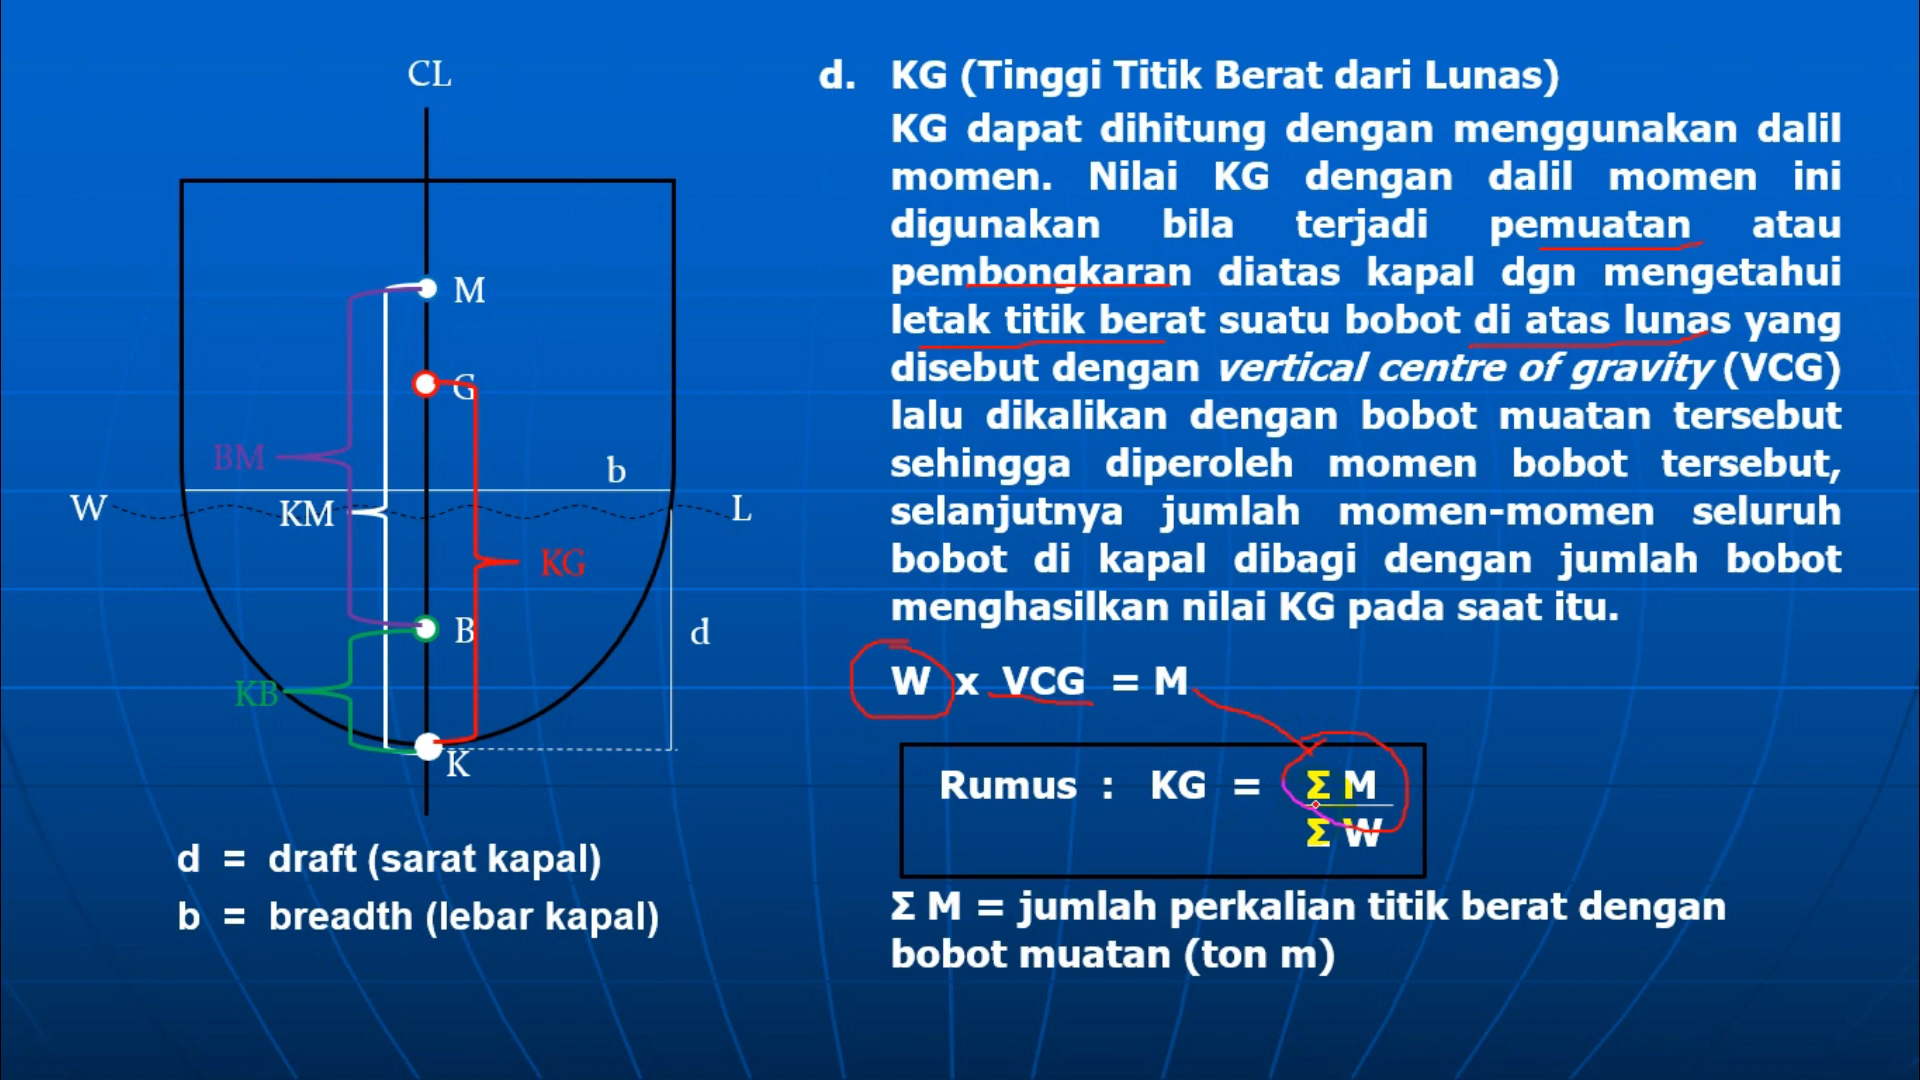 CL
M
G
BM
b
W
KM
L
KG
B
d
KB
K
d = draft (sarat kapal)
b = breadth (lebar kapal)
d. KG (Tinggi Titik Berat dari Lunas)
KG dapat dihitung dengan menggunakan dalil
momen. Nilai KG dengan dalil momen ini
digunakan bila terjadi pemuatan atau
pembongkaran diatas kapal dgn mengetahui
letak titik berat suatu bobot di atas lunas yang
disebut dengan vertical centre of gravity (VCG)
lalu dikalikan dengan bobot muatan tersebut
sehingga diperoleh momen bobot tersebut,
selanjutnya jumlah momen-momen seluruh
bobot di kapal dibagi dengan jumlah bobot
menghasilkan nilai KG pada saat itu.
W x VCG = M
Rumus : KG = Σ M
Σ W
Σ M = jumlah perkalian titik berat dengan
bobot muatan (ton m)